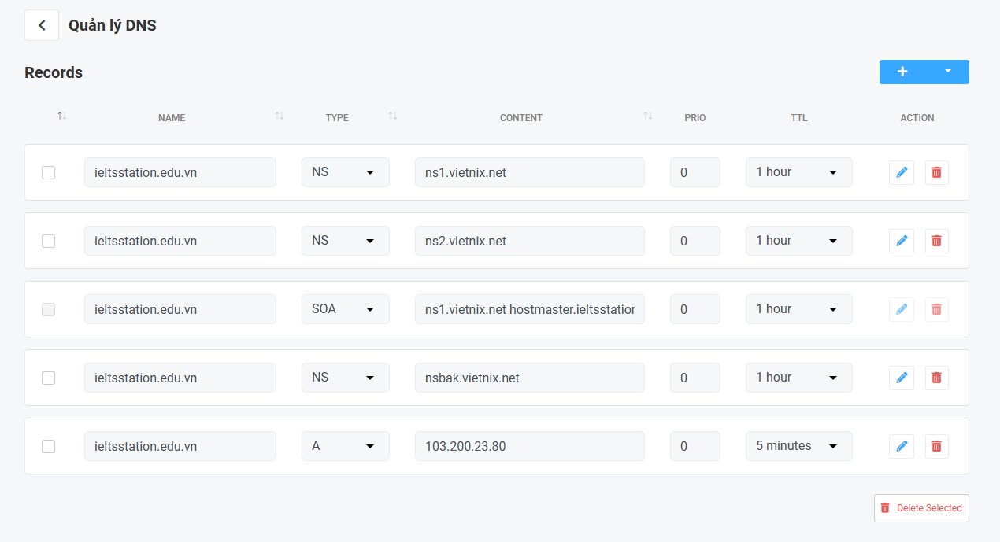 Quản lý DNS
Records
NAME TYPE CONTENT PRIO TTL ACTION
ieltsstation.edu.vn NS ns1.vietnix.net 0 1 hour
ieltsstation.edu.vn NS ns2.vietnix.net 0 1 hour
ieltsstation.edu.vn SOA ns1.vietnix.net hostmaster.ieltsstation 0 1 hour
ieltsstation.edu.vn NS nsbak.vietnix.net 0 1 hour
ieltsstation.edu.vn A 103.200.23.80 0 5 minutes
Delete Selected